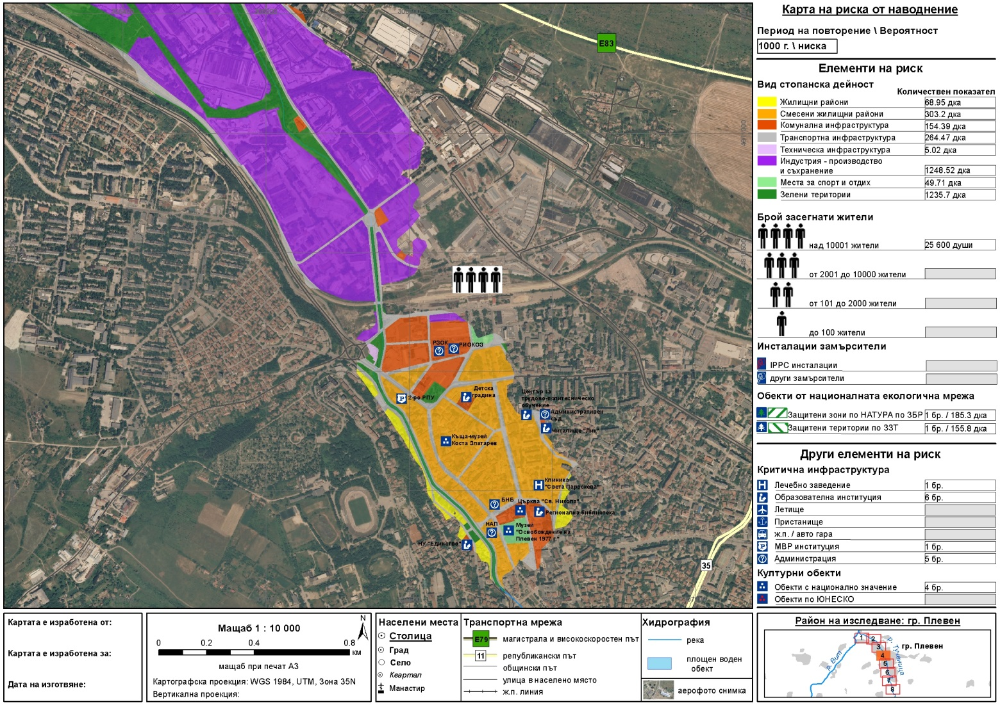 Карта на риска от наводнение
Период на повторение \ Вероятност
1000 г. \ ниска
Елементи на риск
Вид стопанска дейност
Количествен показател
Жилищни райони 68.95 дка
Смесени жилищни райони 303.2 дка
Комунална инфраструктура 154.39 дка
Транспортна инфраструктура 264.47 дка
Техническа инфраструктура 5.02 дка
Индустрия - производство
и съхранение 1248.52 дка
Места за спорт и отдих 49.71 дка
Зелени територии 1235.7 дка
Брой засегнати жители
над 10001 жители 25 600 души
от 2001 до 10000 жители
от 101 до 2000 жители
до 100 жители
Инсталации замърсители
IPPC инсталации
други замърсители
Обекти от националната екологична мрежа
Защитени зони по НАТУРА по ЗБР 1 бр. / 185.3 дка
Защитени територии по ЗЗТ 1 бр. / 155.8 дка
Други елементи на риск
Критична инфраструктура
Лечебно заведение 1 бр.
Образователна институция 6 бр.
Летище
Пристанище
ж.п. / авто гара
МВР институция 1 бр.
Администрация 5 бр.
Културни обекти
Обекти с национално значение 4 бр.
Обекти по ЮНЕСКО
E83
35
РЗОК
РИОКОЗ
2-ро РПУ
Детска
градина
Център за
трудово-политехническо
обучение
Административен
съд
Читалище "Лик"
Къща-музей
Коста Златарев
Клиника
"Света Параскева"
БНБ
Църква "Св. Никола"
Регионална библиотека
НАП
Музей
"Освобождение на
Плевен 1977 г."
НУ "Единство"
Картата е изработена от:
Картата е изработена за:
Дата на изготвяне:
Мащаб 1 : 10 000
N
0 0.2 0.4 0.8
км
мащаб при печат А3
Картографска проекция: WGS 1984, UTM, Зона 35N
Вертикална проекция:
Населени места
Столица
Град
Село
Квартал
Манастир
Транспортна мрежа
E79 магистрала и високоскоростен път
11 републикански път
общински път
улица в населено място
ж.п. линия
Хидрография
река
площен воден
обект
аерофото снимка
Район на изследване: гр. Плевен
р. Вит
р. Тученица
гр. Плевен
1
2
3
4
5
6
7
8